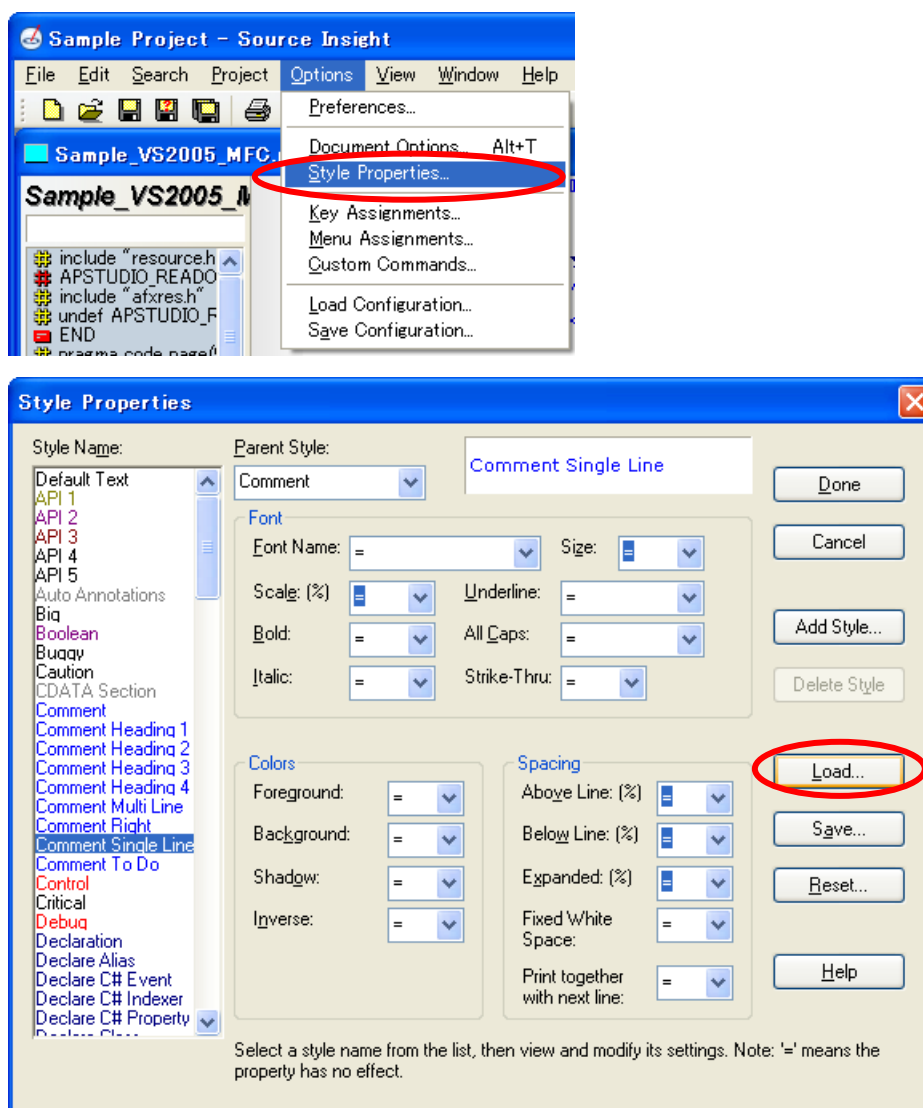 Sample Project - Source Insight
File Edit Search Project Options View Window Help
Preferences...
Document Options... Alt+T
Style Properties...
Key Assignments...
Menu Assignments...
Custom Commands...
Load Configuration...
Save Configuration...
Sample_VS2005_MFC.
Sample_VS2005_M
include "resource.h
APSTUDIO_READO
include "afxres.h"
undef APSTUDIO_R
END
pragma code_page(
Style Properties
Style Name:
Default Text
API 1
API 2
API 3
API 4
API 5
Auto Annotations
Big
Boolean
Buggy
Caution
CDATA Section
Comment
Comment Heading 1
Comment Heading 2
Comment Heading 3
Comment Heading 4
Comment Multi Line
Comment Right
Comment Single Line
Comment To Do
Control
Critical
Debug
Declaration
Declare Alias
Declare C# Event
Declare C# Indexer
Declare C# Property
Declare Class
Parent Style:
Comment
Comment Single Line
Font
Font Name: = Size: =
Scale: (%) = Underline: =
Bold: = All Caps: =
Italic: = Strike-Thru: =
Colors
Foreground: =
Background: =
Shadow: =
Inverse: =
Spacing
Above Line: (%) =
Below Line: (%) =
Expanded: (%) =
Fixed White
Space: =
Print together
with next line: =
Done
Cancel
Add Style...
Delete Style
Load...
Save...
Reset...
Help
Select a style name from the list, then view and modify its settings. Note: '=' means the
property has no effect.